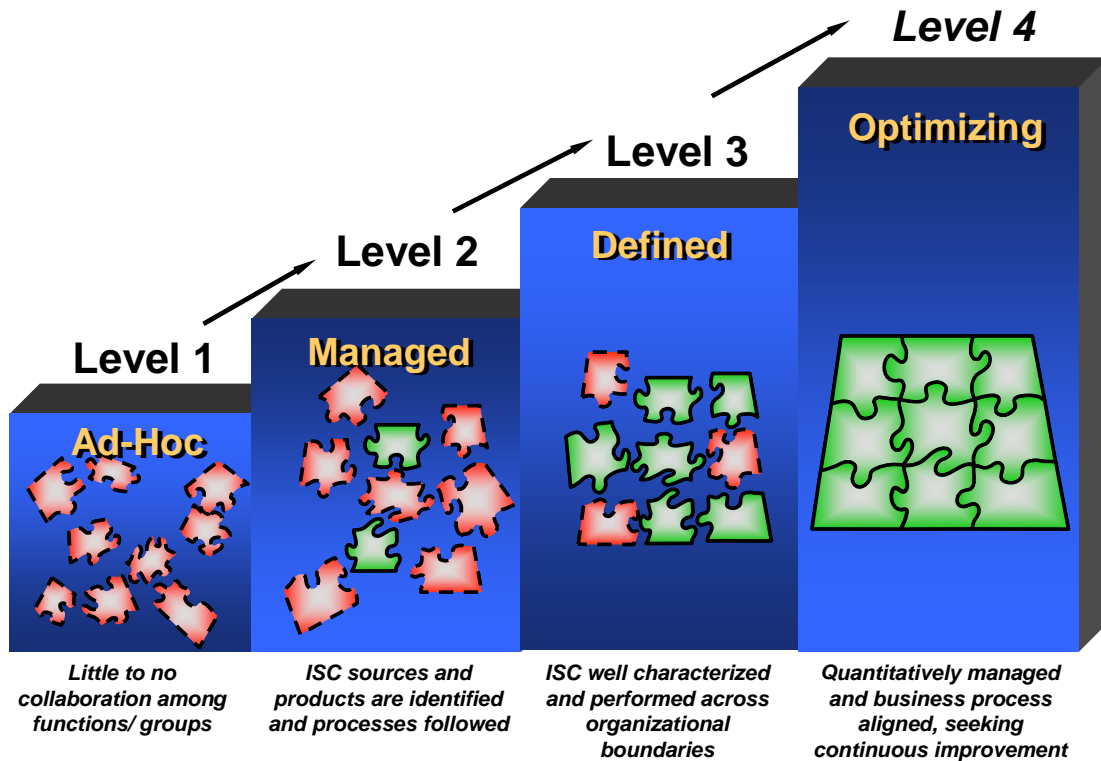 Level 1
Ad-Hoc
Little to no
collaboration among
functions/ groups
Level 2
Managed
ISC sources and
products are identified
and processes followed
Level 3
Defined
ISC well characterized
and performed across
organizational
boundaries
Level 4
Optimizing
Quantitatively managed
and business process
aligned, seeking
continuous improvement